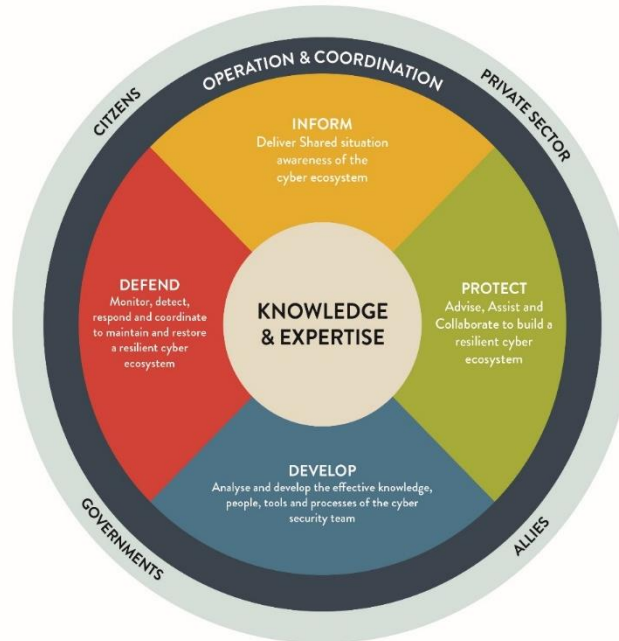 OPERATION & COORDINATION
CITZENS
PRIVATE SECTOR
INFORM
Deliver Shared situation
awareness of the
cyber ecosystem
DEFEND
Monitor, detect,
respond and coordinate
to maintain and restore
a resilient cyber
ecosystem
KNOWLEDGE
& EXPERTISE
PROTECT
Advise, Assist and
Collaborate to build a
resilient cyber
ecosystem
DEVELOP
Analyse and develop the effective knowledge,
people, tools and processes of the cyber
security team
GOVERNMENTS
ALLIES